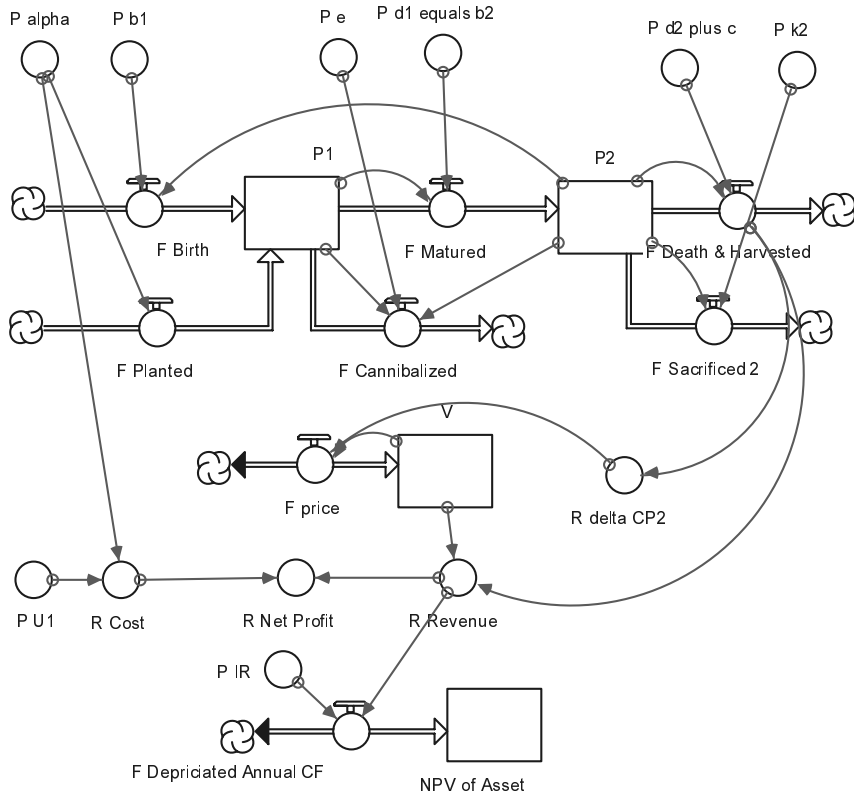 P alpha
P b1
P e
P d1 equals b2
P d2 plus c
P k2
P1
P2
F Birth
F Matured
F Death & Harvested
F Planted
F Cannibalized
F Sacrificed 2
V
F price
R delta CP2
P U1
R Cost
R Net Profit
R Revenue
P IR
F Depriciated Annual CF
NPV of Asset